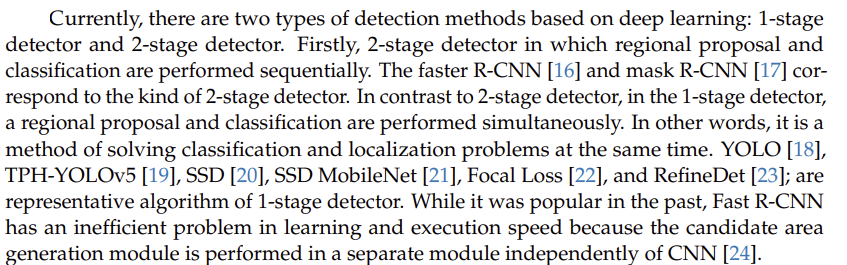 Currently, there are two types of detection methods based on deep learning: 1-stage
detector and 2-stage detector. Firstly, 2-stage detector in which regional proposal and
classification are performed sequentially. The faster R-CNN [16] and mask R-CNN [17] cor-
respond to the kind of 2-stage detector. In contrast to 2-stage detector, in the 1-stage detector,
a regional proposal and classification are performed simultaneously. In other words, it is a
method of solving classification and localization problems at the same time. YOLO [18],
TPH-YOLOv5 [19], SSD [20], SSD MobileNet [21], Focal Loss [22], and RefineDet [23]; are
representative algorithm of 1-stage detector. While it was popular in the past, Fast R-CNN
has an inefficient problem in learning and execution speed because the candidate area
generation module is performed in a separate module independently of CNN [24].